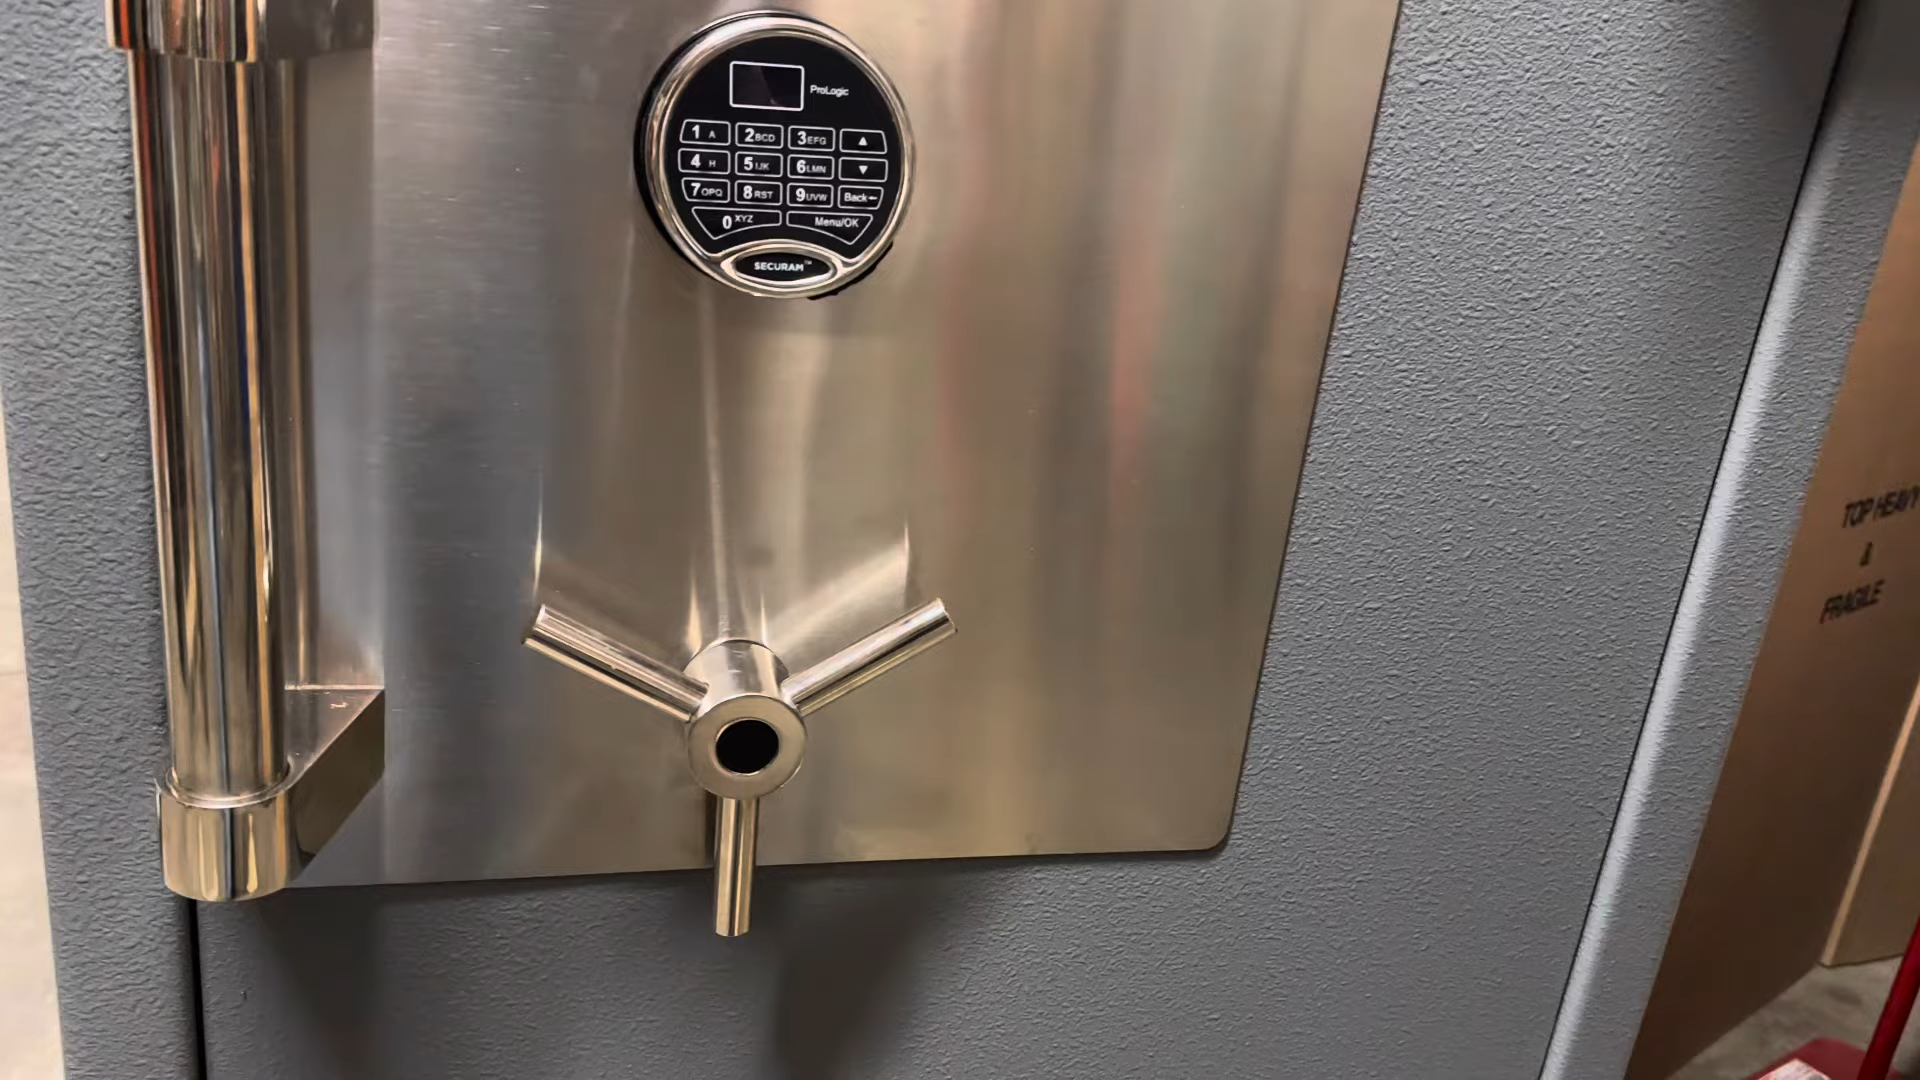 ProLogic
1 A 2 BCD 3 EFG ▲
4 H 5 IJK 6 LMN ▼
7 OPQ 8 RST 9 UVW Back
0 XYZ Menu/OK
SECURAM™
TOP HEAVY
&
FRAGILE